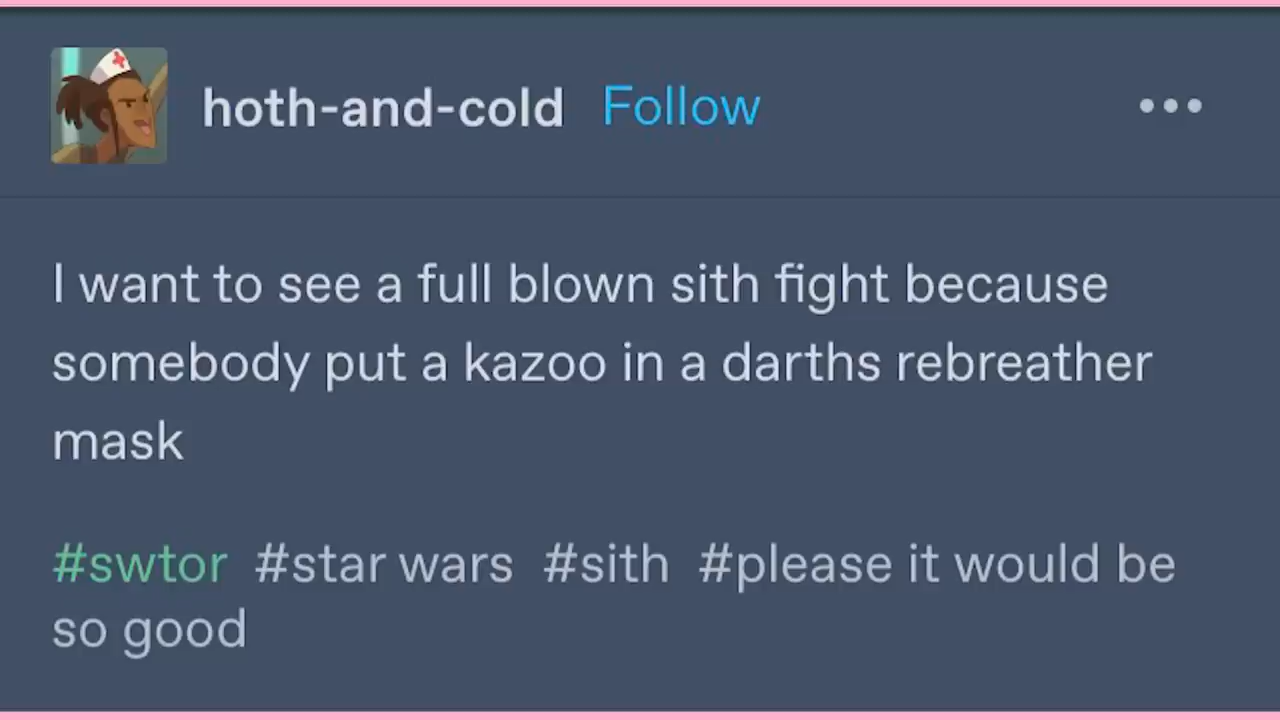 hoth-and-cold Follow
I want to see a full blown sith fight because
somebody put a kazoo in a darths rebreather
mask
#swtor #star wars #sith #please it would be
so good